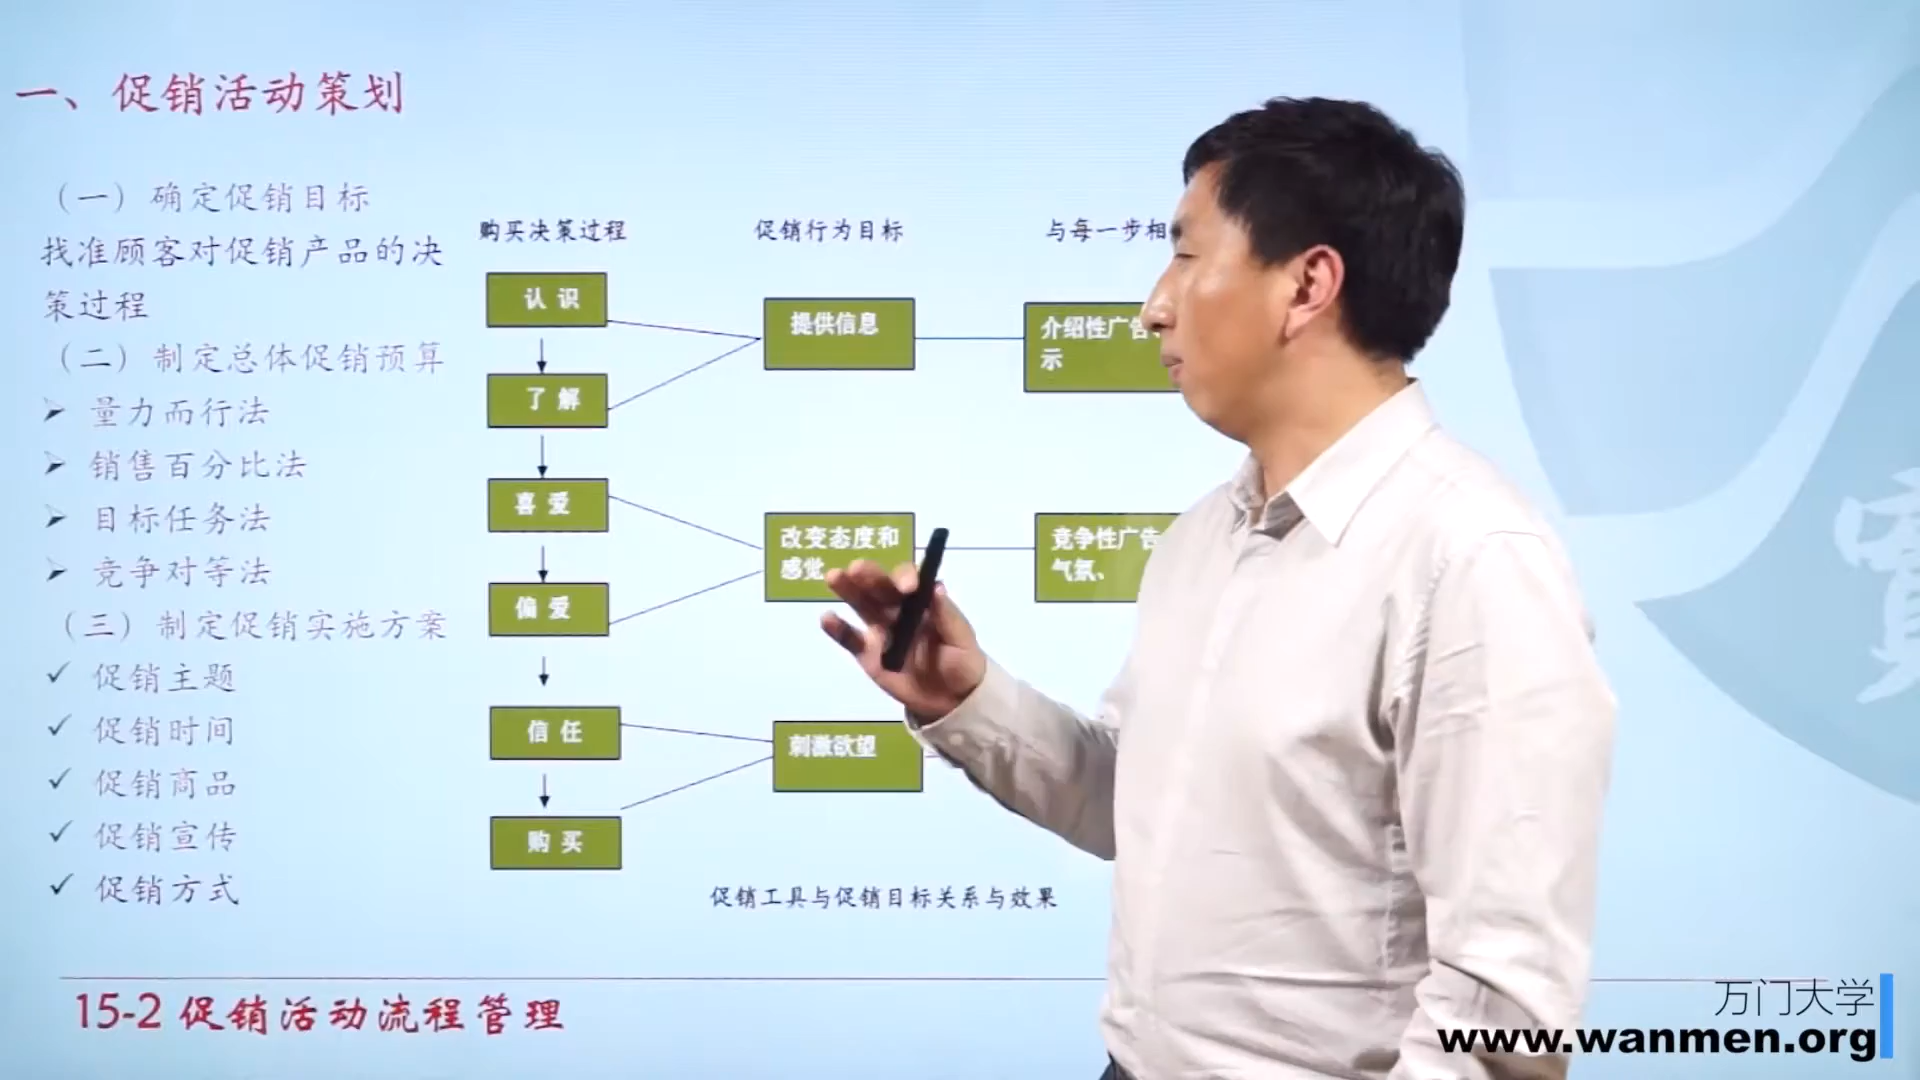 一、促销活动策划
（一）确定促销目标
找准顾客对促销产品的决
策过程
（二）制定总体促销预算
➢ 量力而行法
➢ 销售百分比法
➢ 目标任务法
➢ 竞争对等法
（三）制定促销实施方案
✓ 促销主题
✓ 促销时间
✓ 促销商品
✓ 促销宣传
✓ 促销方式
购买决策过程
促销行为目标
与每一步相
认 识
了 解
喜 爱
偏 爱
信 任
购 买
提供信息
改变态度和
感觉
刺激欲望
介绍性广告、
示
竞争性广告
气氛、
促销工具与促销目标关系与效果
15-2 促销活动流程管理
万门大学
www.wanmen.org